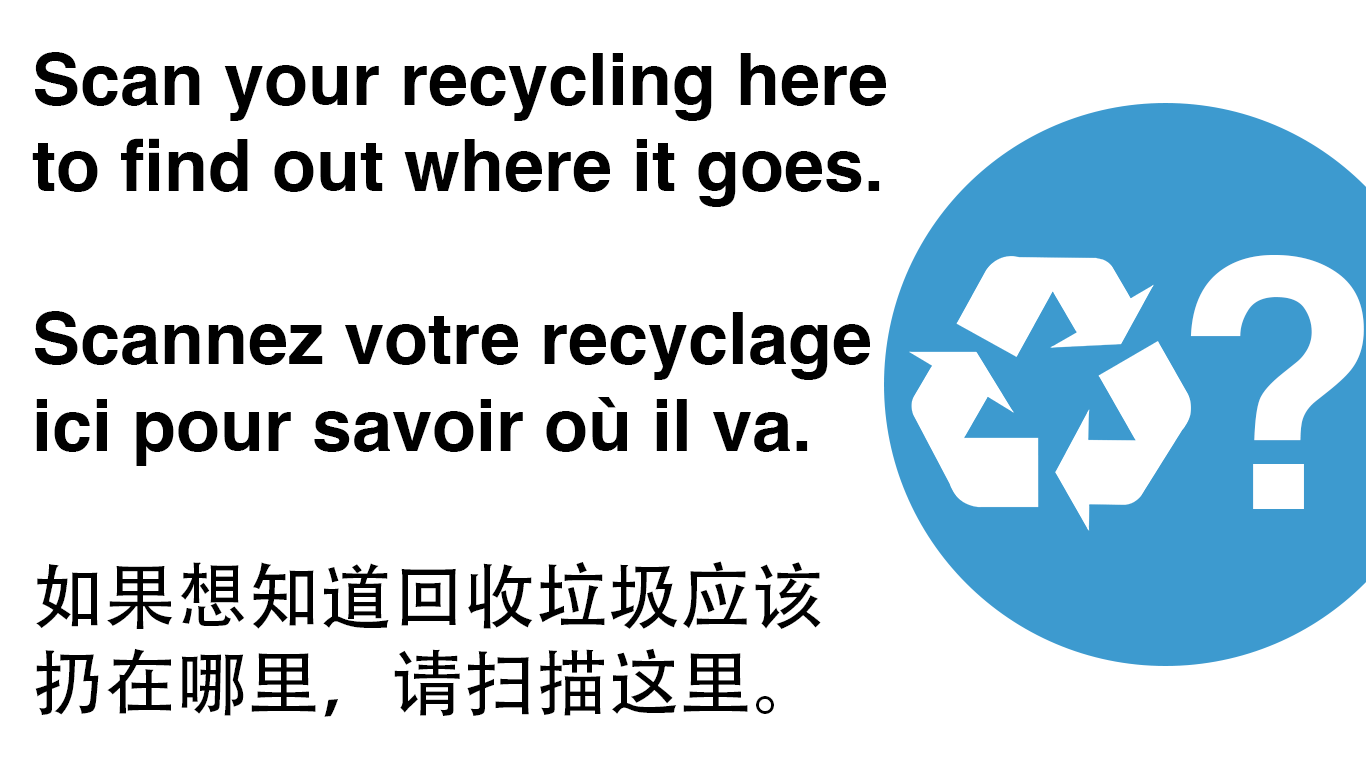 Scan your recycling here
to find out where it goes.
Scannez votre recyclage
ici pour savoir où il va.
如果想知道回收垃圾应该
扔在哪里，请扫描这里。
?